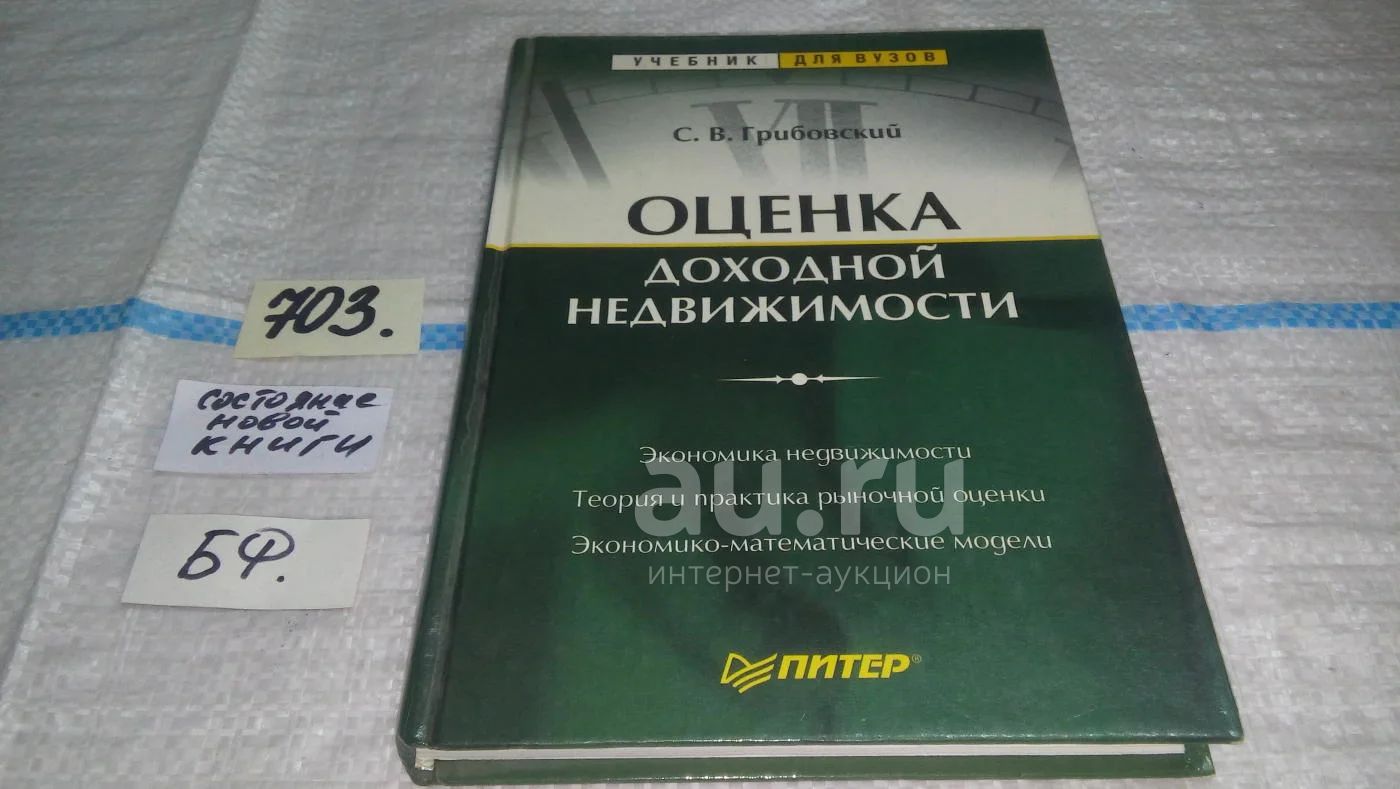 УЧЕБНИК ДЛЯ ВУЗОВ
VII
С. В. Грибовский
ОЦЕНКА
ДОХОДНОЙ
НЕДВИЖИМОСТИ
Экономика недвижимости
Теория и практика рыночной оценки
Экономико-математические модели
ПИТЕР®
703.
состояние
новой
книги
БФ.
au.ru
интернет-аукцион